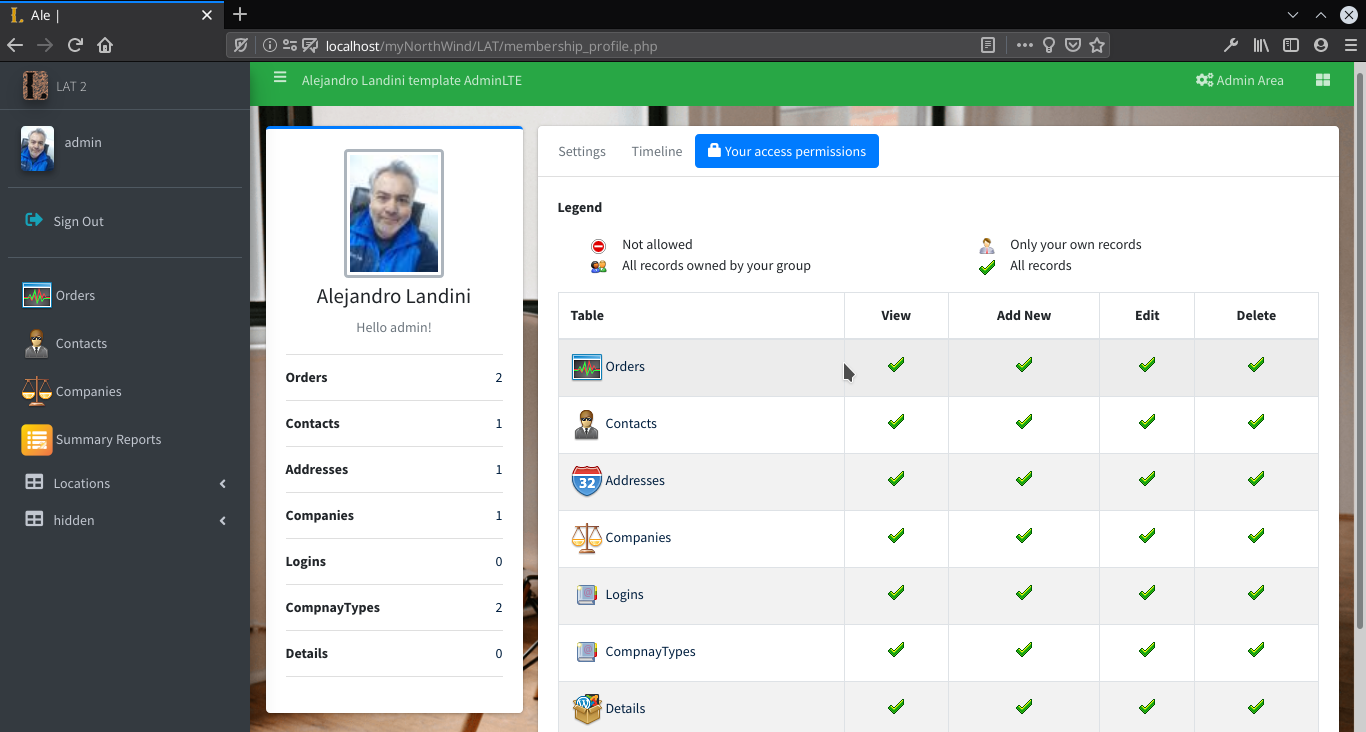 Ale |
localhost/myNorthWind/LAT/membership_profile.php
LAT 2
Alejandro Landini template AdminLTE
Admin Area
admin
Sign Out
Orders
Contacts
Companies
Summary Reports
Locations
hidden
Alejandro Landini
Hello admin!
Orders 2
Contacts 1
Addresses 1
Companies 1
Logins 0
CompnayTypes 2
Details 0
Settings Timeline Your access permissions
Legend
Not allowed Only your own records
All records owned by your group All records
Table View Add New Edit Delete
Orders
Contacts
32 Addresses
Companies
Logins
CompnayTypes
Details